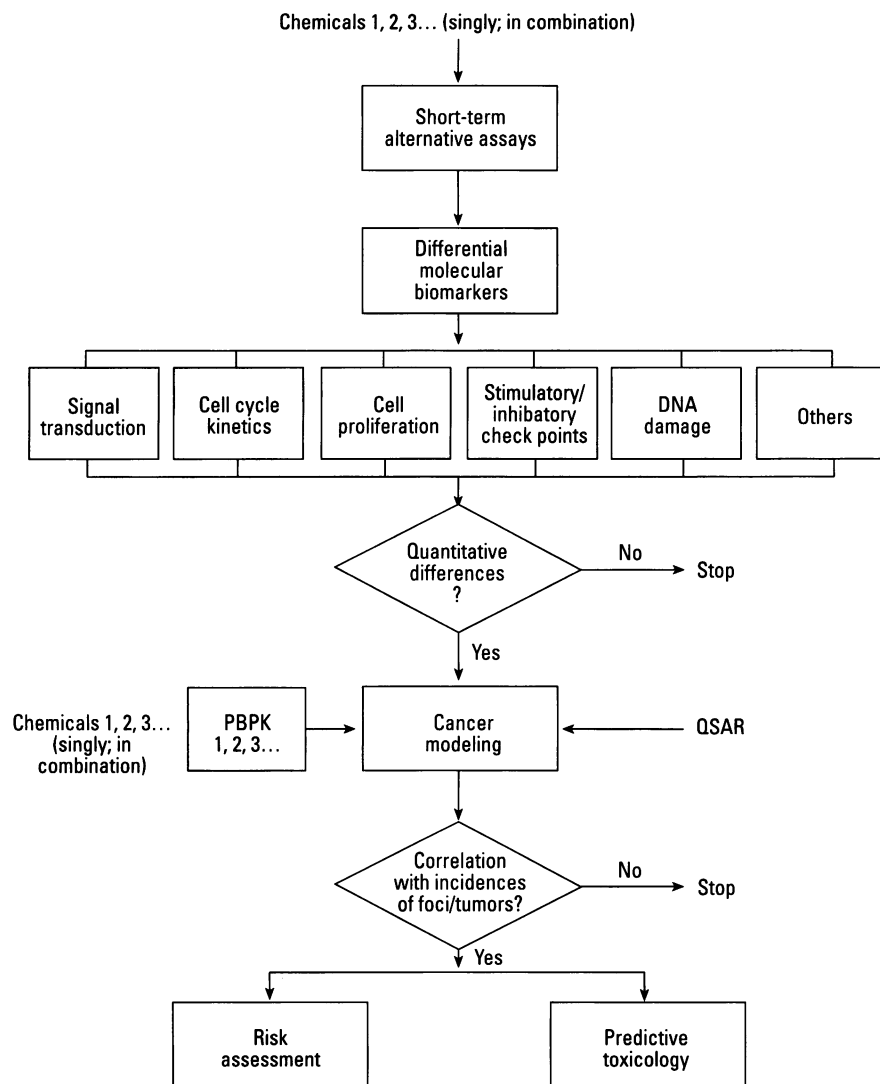 Chemicals 1, 2, 3… (singly; in combination)
Short-term
alternative assays
Differential
molecular
biomarkers
Signal
transduction
Cell cycle
kinetics
Cell
proliferation
Stimulatory/
inhibatory
check points
DNA
damage
Others
Quantitative
differences
?
No
Stop
Yes
Chemicals 1, 2, 3…
(singly; in
combination)
PBPK
1, 2, 3…
Cancer
modeling
QSAR
Correlation
with incidences
of foci/tumors?
No
Stop
Yes
Risk
assessment
Predictive
toxicology